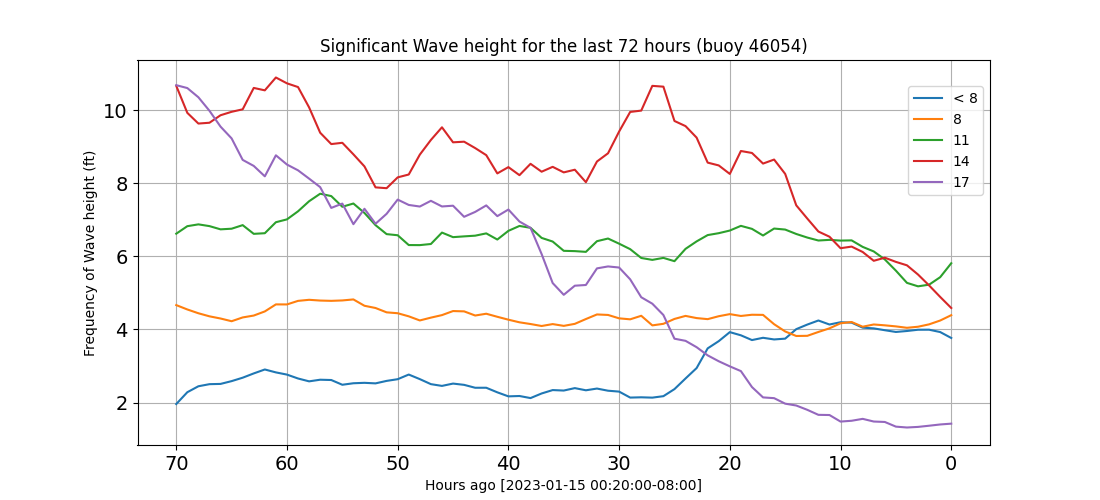 Significant Wave height for the last 72 hours (buoy 46054)
Frequency of Wave height (ft)
10
8
6
4
2
< 8
8
11
14
17
70 60 50 40 30 20 10 0
Hours ago [2023-01-15 00:20:00-08:00]